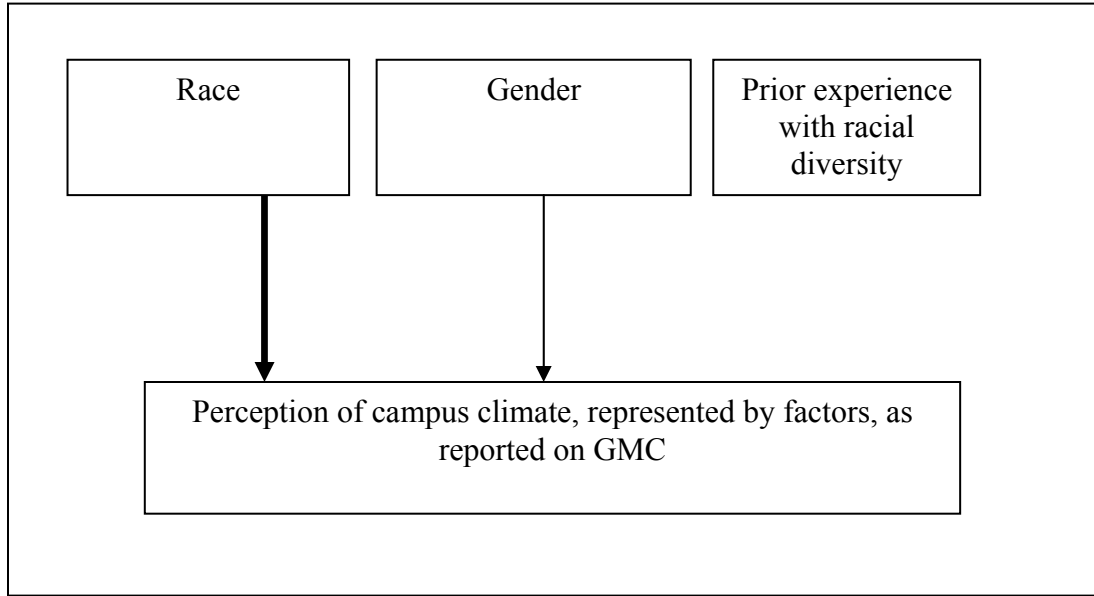 Race
Gender
Prior experience
with racial
diversity
Perception of campus climate, represented by factors, as
reported on GMC